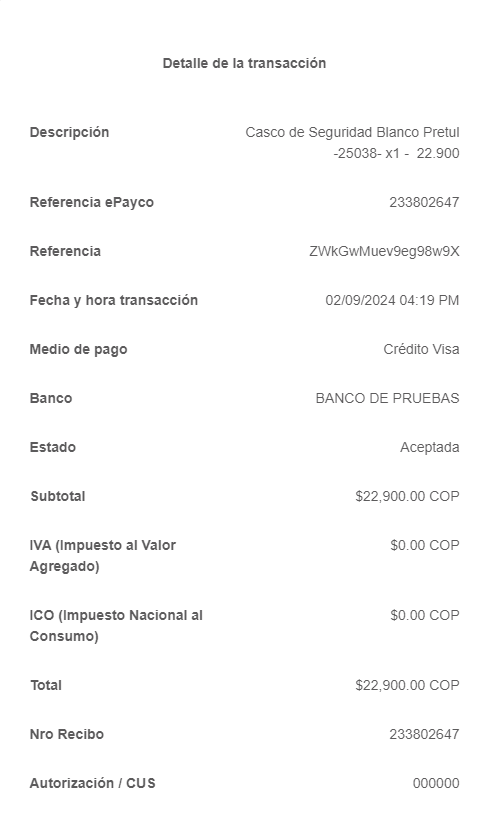 Detalle de la transacción
Descripción
Casco de Seguridad Blanco Pretul
-25038- x1 -  22.900
Referencia ePayco
233802647
Referencia
ZWkGwMuev9eg98w9X
Fecha y hora transacción
02/09/2024 04:19 PM
Medio de pago
Crédito Visa
Banco
BANCO DE PRUEBAS
Estado
Aceptada
Subtotal
$22,900.00 COP
IVA (Impuesto al Valor
Agregado)
$0.00 COP
ICO (Impuesto Nacional al
Consumo)
$0.00 COP
Total
$22,900.00 COP
Nro Recibo
233802647
Autorización / CUS
000000